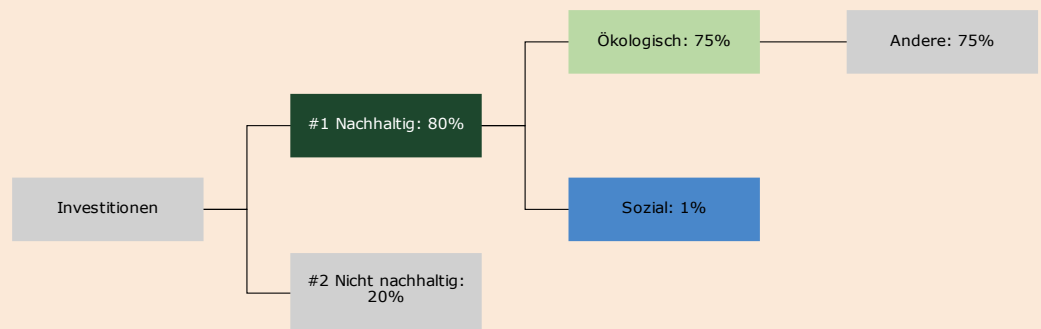 Ökologisch: 75%
Andere: 75%
#1 Nachhaltig: 80%
Investitionen
Sozial: 1%
#2 Nicht nachhaltig:
20%